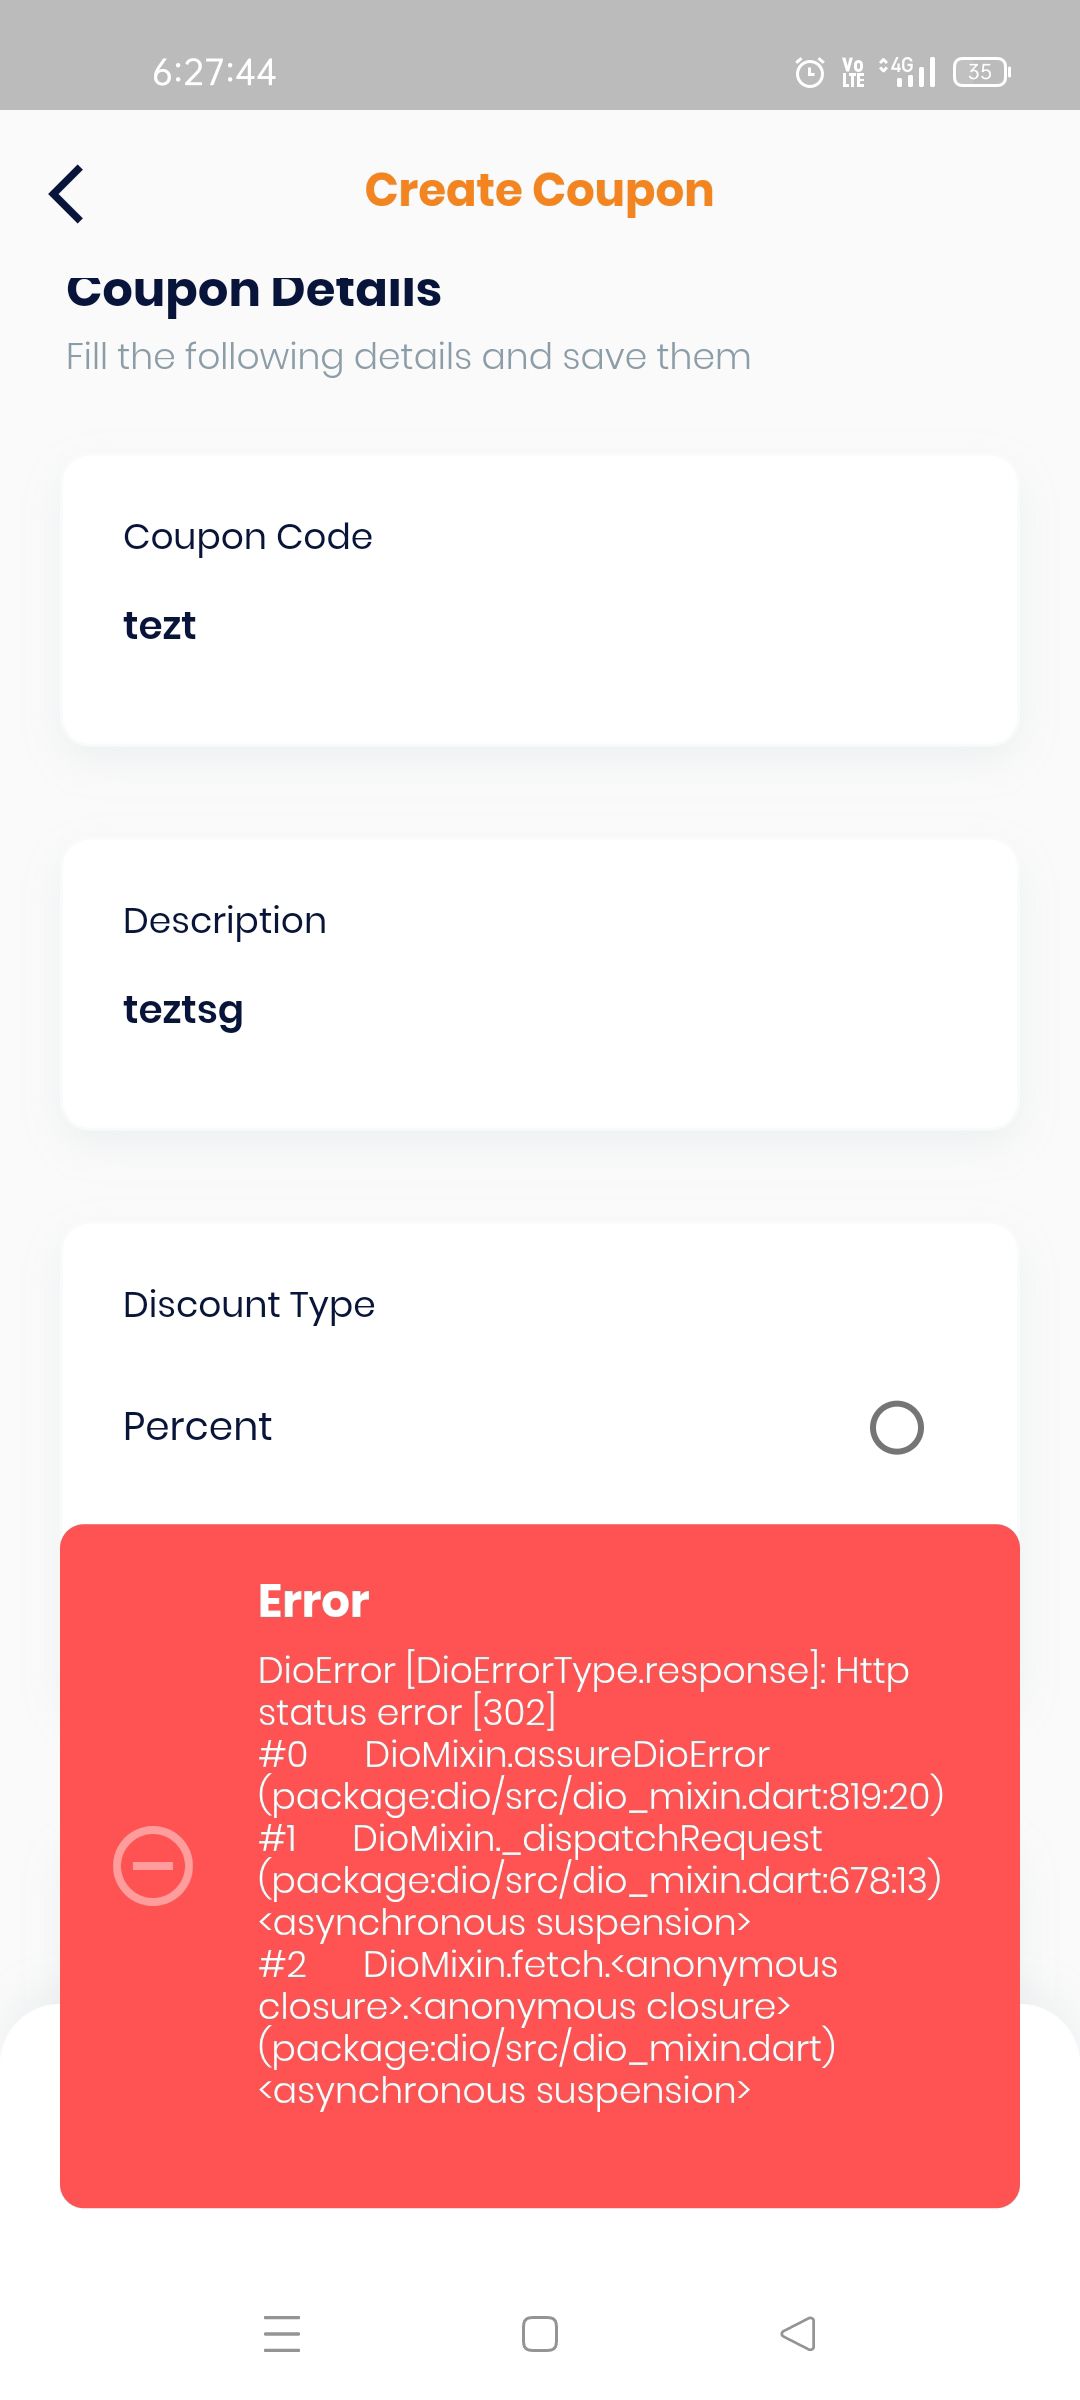 6:27:44
Vo LTE 4G 35
Create Coupon
Coupon Details
Fill the following details and save them
Coupon Code
tezt
Description
teztsg
Discount Type
Percent
Error
DioError [DioErrorType.response]: Http
status error [302]
#0 DioMixin.assureDioError
(package:dio/src/dio_mixin.dart:819:20)
#1 DioMixin._dispatchRequest
(package:dio/src/dio_mixin.dart:678:13)
<asynchronous suspension>
#2 DioMixin.fetch.<anonymous
closure>.<anonymous closure>
(package:dio/src/dio_mixin.dart)
<asynchronous suspension>